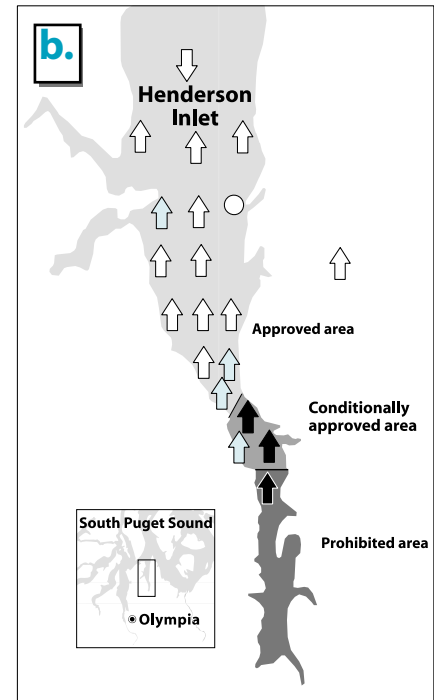 b.
Henderson
Inlet
Approved area
Conditionally
approved area
Prohibited area
South Puget Sound
Olympia